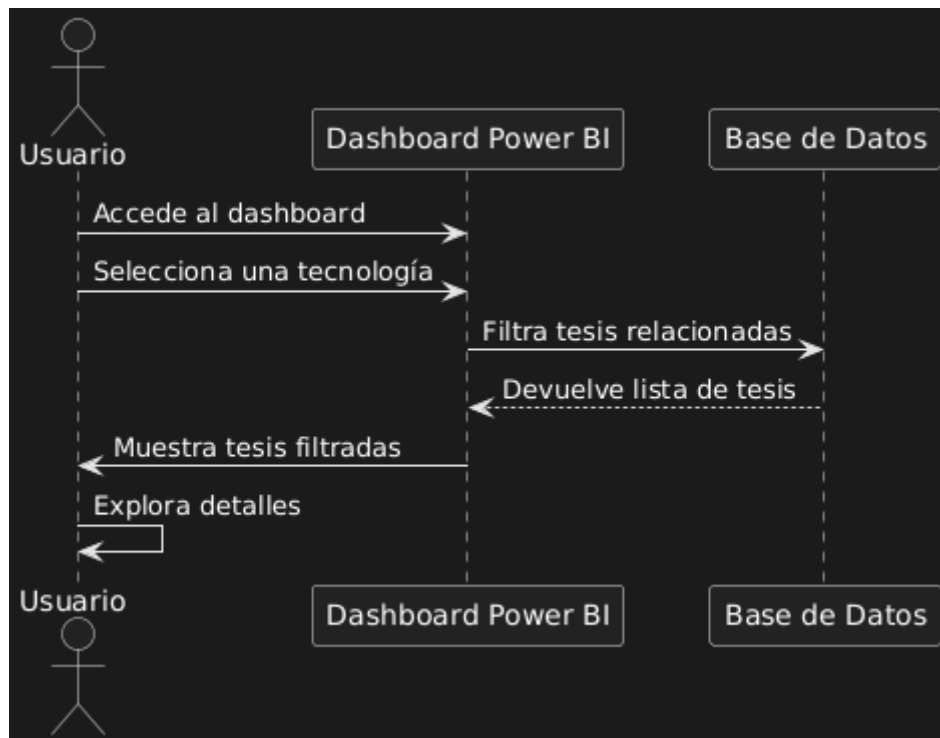 Usuario
Dashboard Power BI
Base de Datos
Accede al dashboard
Selecciona una tecnología
Filtra tesis relacionadas
Devuelve lista de tesis
Muestra tesis filtradas
Explora detalles
Usuario
Dashboard Power BI
Base de Datos